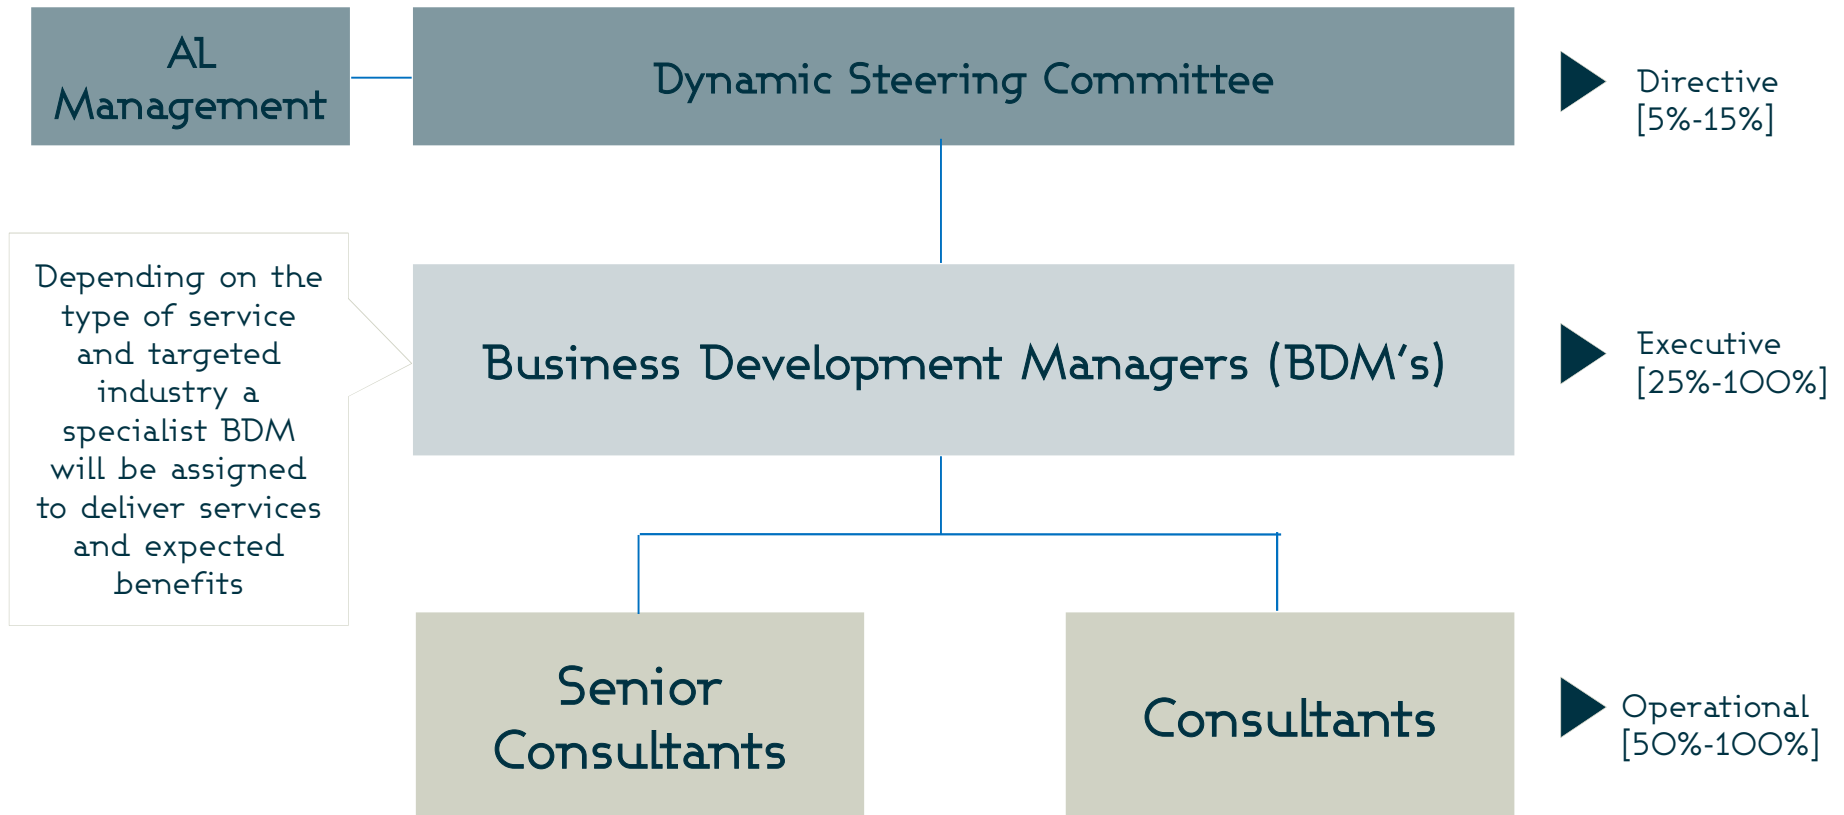 AL
Management
Dynamic Steering Committee
Directive
[5%-15%]
Depending on the
type of service
and targeted
industry a
specialist BDM
will be assigned
to deliver services
and expected
benefits
Business Development Managers (BDM's)
Executive
[25%-100%]
Senior
Consultants
Consultants
Operational
[50%-100%]